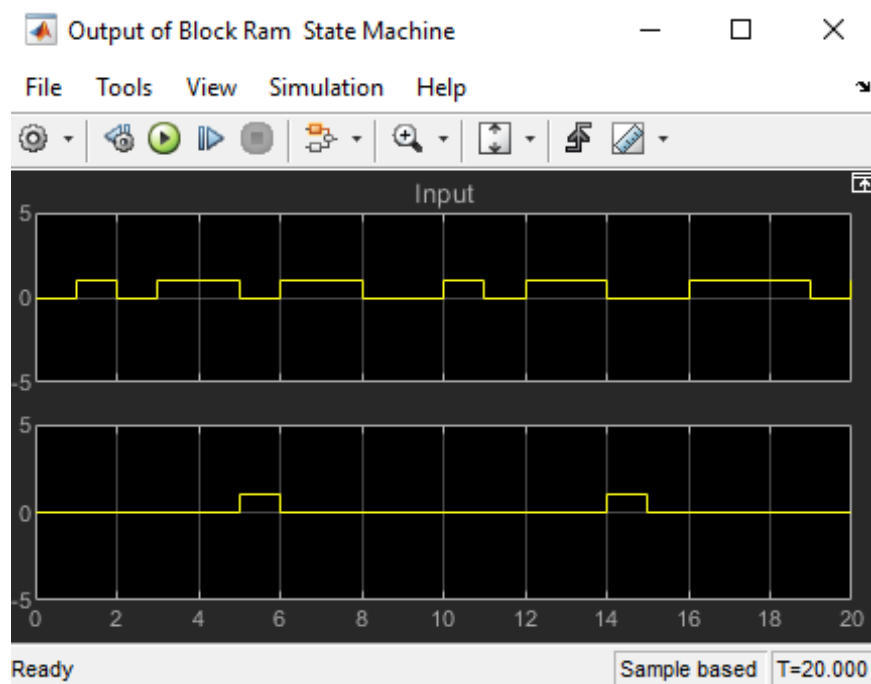 Output of Block Ram  State Machine
File Tools View Simulation Help
Input
5
0
-5
5
0
-5
0 2 4 6 8 10 12 14 16 18 20
Ready Sample based T=20.000